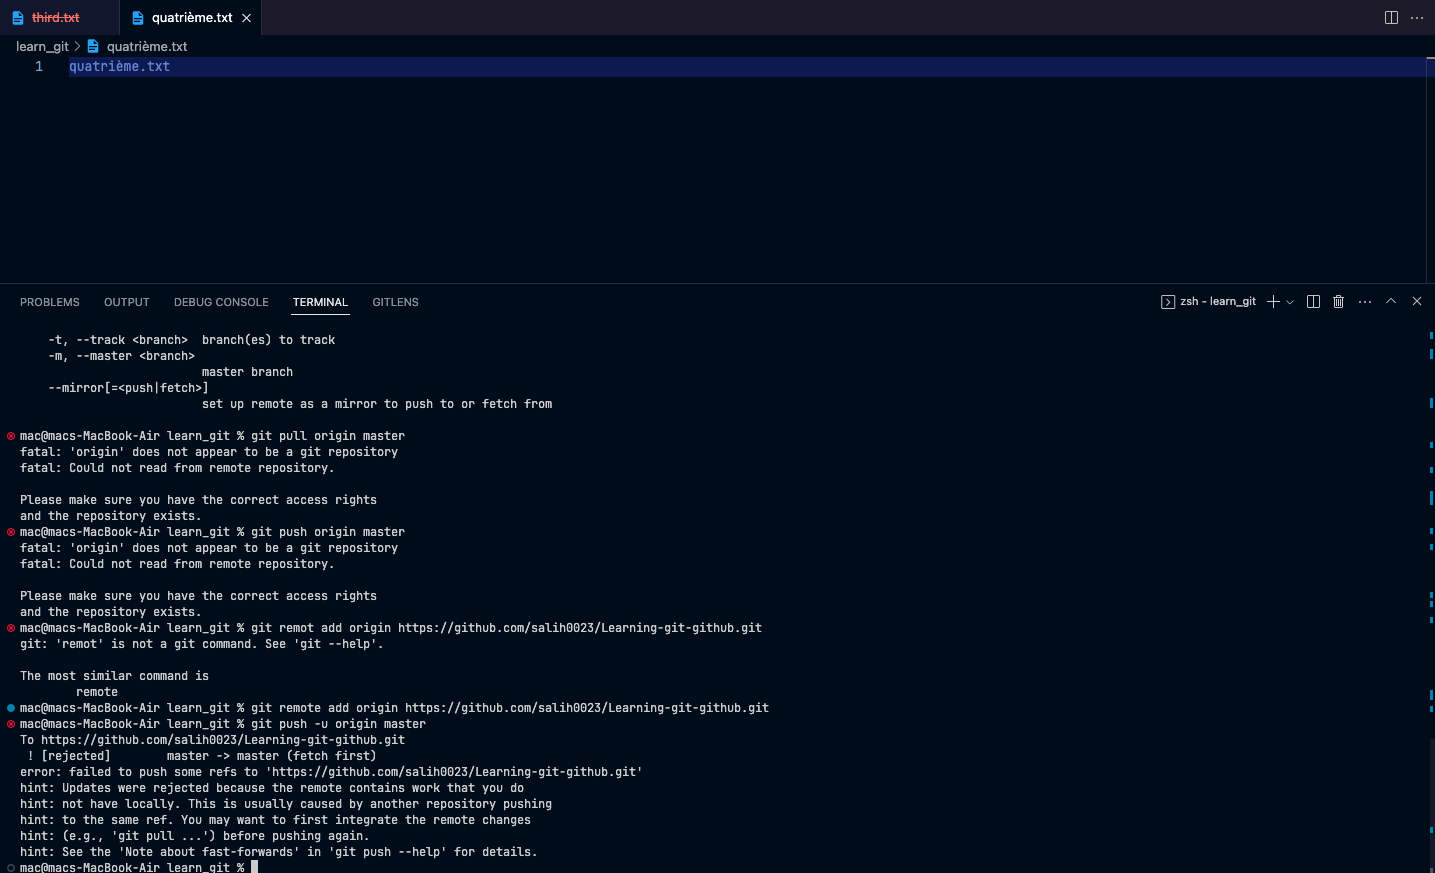 third.txt
quatrième.txt
learn_git > quatrième.txt
1 quatrième.txt
PROBLEMS OUTPUT DEBUG CONSOLE TERMINAL GITLENS
zsh - learn_git
-t, --track <branch>  branch(es) to track
-m, --master <branch>
master branch
--mirror[=<push|fetch>]
set up remote as a mirror to push to or fetch from
mac@macs-MacBook-Air learn_git % git pull origin master
fatal: 'origin' does not appear to be a git repository
fatal: Could not read from remote repository.
Please make sure you have the correct access rights
and the repository exists.
mac@macs-MacBook-Air learn_git % git push origin master
fatal: 'origin' does not appear to be a git repository
fatal: Could not read from remote repository.
Please make sure you have the correct access rights
and the repository exists.
mac@macs-MacBook-Air learn_git % git remot add origin https://github.com/salih0023/Learning-git-github.git
git: 'remot' is not a git command. See 'git --help'.
The most similar command is
remote
mac@macs-MacBook-Air learn_git % git remote add origin https://github.com/salih0023/Learning-git-github.git
mac@macs-MacBook-Air learn_git % git push -u origin master
To https://github.com/salih0023/Learning-git-github.git
! [rejected]        master -> master (fetch first)
error: failed to push some refs to 'https://github.com/salih0023/Learning-git-github.git'
hint: Updates were rejected because the remote contains work that you do
hint: not have locally. This is usually caused by another repository pushing
hint: to the same ref. You may want to first integrate the remote changes
hint: (e.g., 'git pull ...') before pushing again.
hint: See the 'Note about fast-forwards' in 'git push --help' for details.
mac@macs-MacBook-Air learn_git %